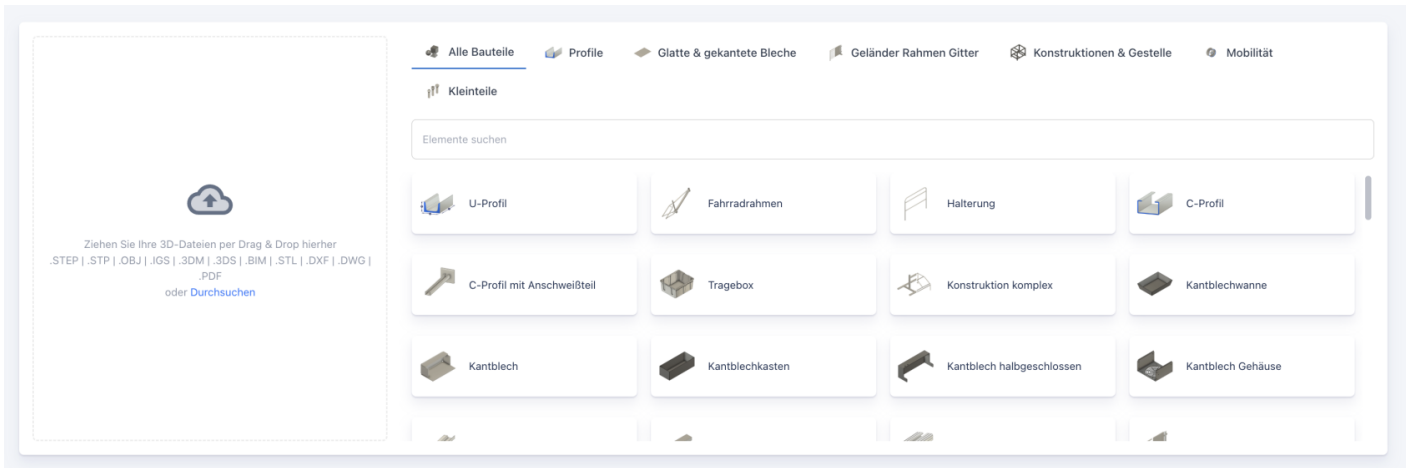 Alle Bauteile
Profile
Glatte & gekantete Bleche
Geländer Rahmen Gitter
Konstruktionen & Gestelle
Mobilität
Kleinteile
Elemente suchen
Ziehen Sie Ihre 3D-Dateien per Drag & Drop hierher
.STEP | .STP | .OBJ | .IGS | .3DM | .3DS | .BIM | .STL | .DXF | .DWG |
.PDF
oder Durchsuchen
U-Profil
Fahrradrahmen
Halterung
C-Profil
C-Profil mit Anschweißteil
Tragebox
Konstruktion komplex
Kantblechwanne
Kantblech
Kantblechkasten
Kantblech halbgeschlossen
Kantblech Gehäuse